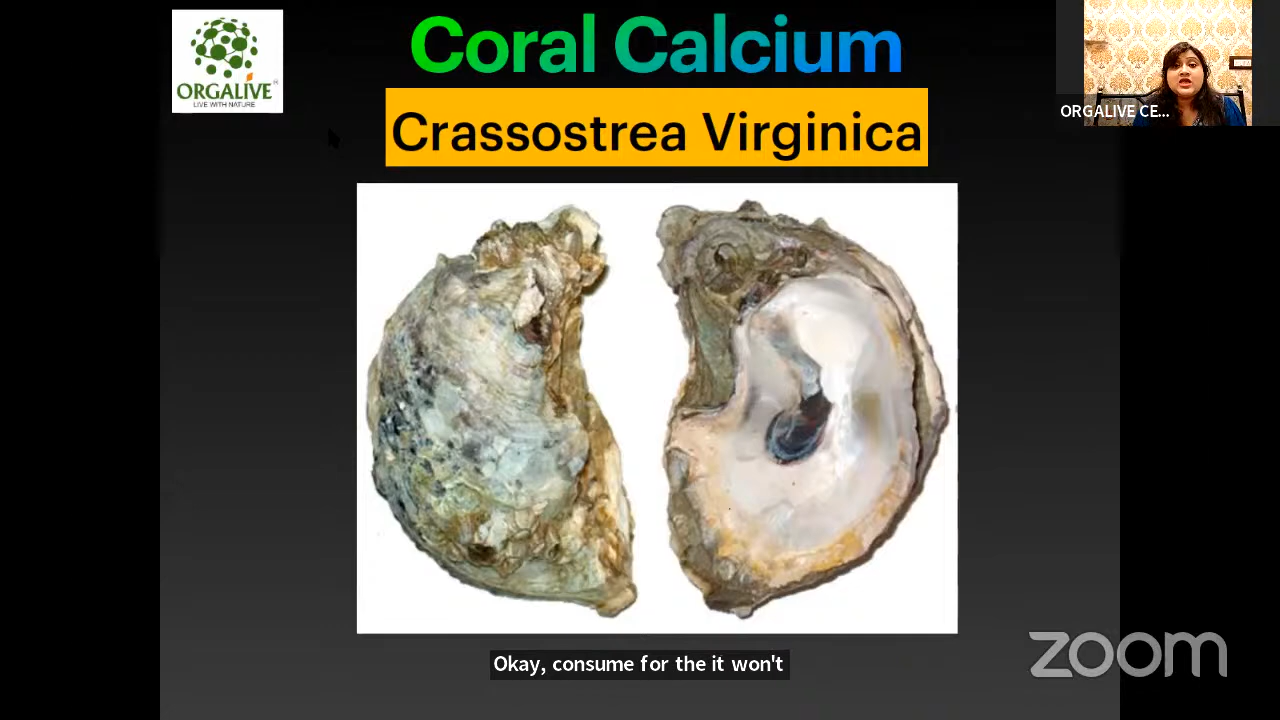 Coral Calcium
ORGALIVE
LIVE WITH NATURE
Crassostrea Virginica
ORGALIVE CE...
Okay, consume for the it won't
zoom